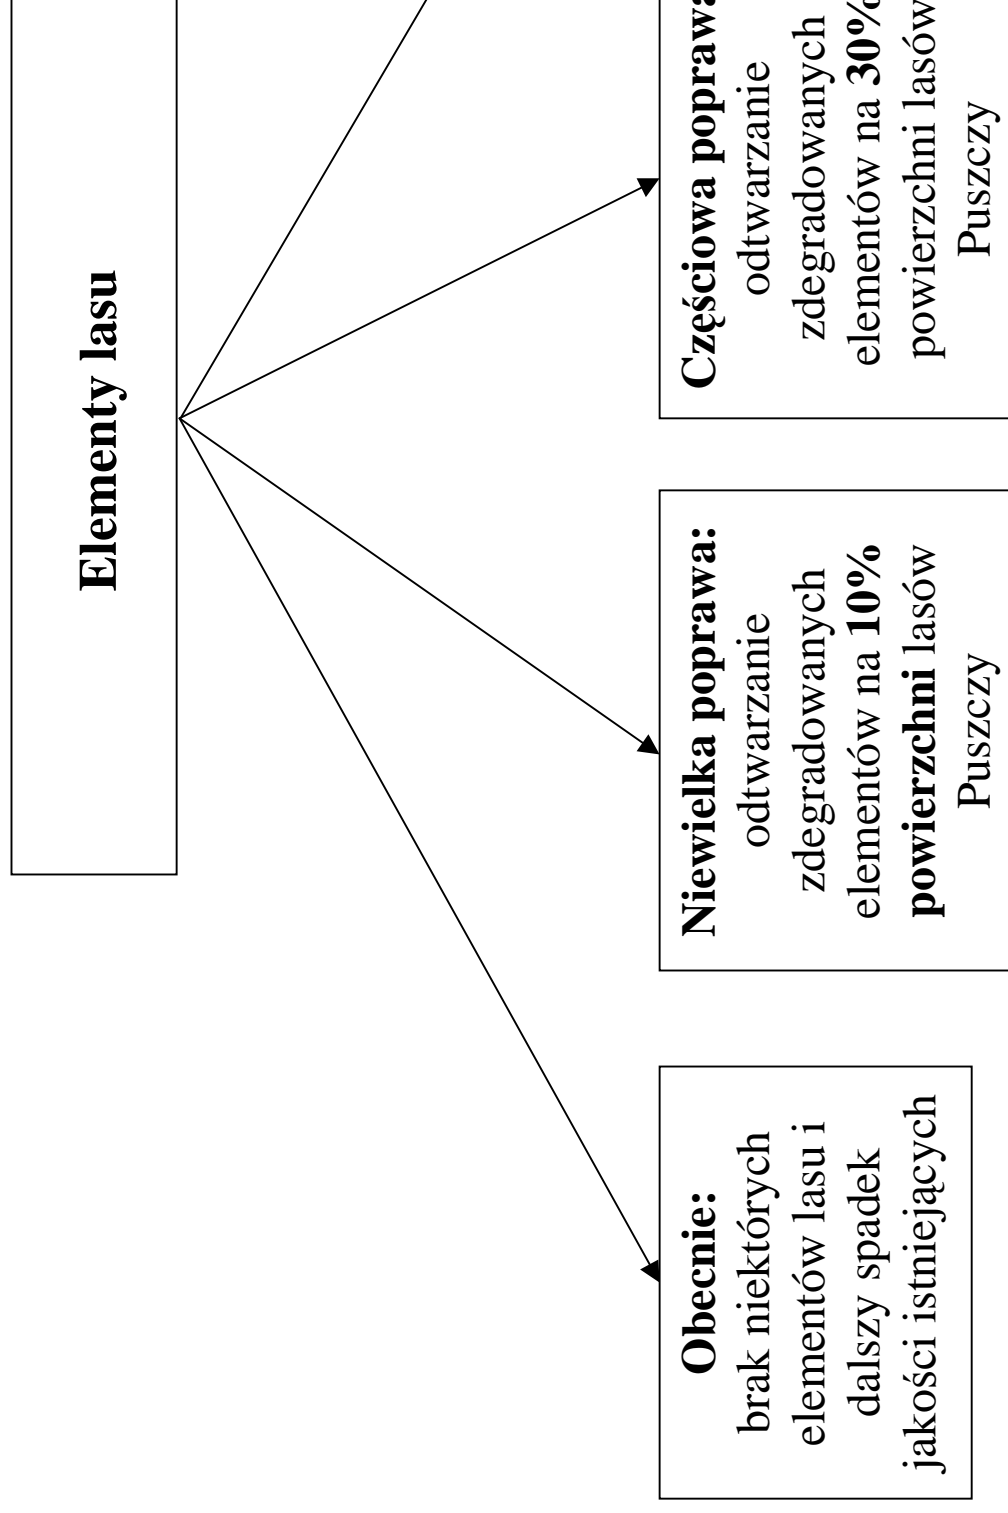 Elementy lasu
Obecnie:
brak niektórych
elementów lasu i
dalszy spadek
jakości istniejących
Niewielka poprawa:
odtwarzanie
zdegradowanych
elementów na 10%
powierzchni lasów
Puszczy
Częściowa poprawa
odtwarzanie
zdegradowanych
elementów na 30%
powierzchni lasów
Puszczy